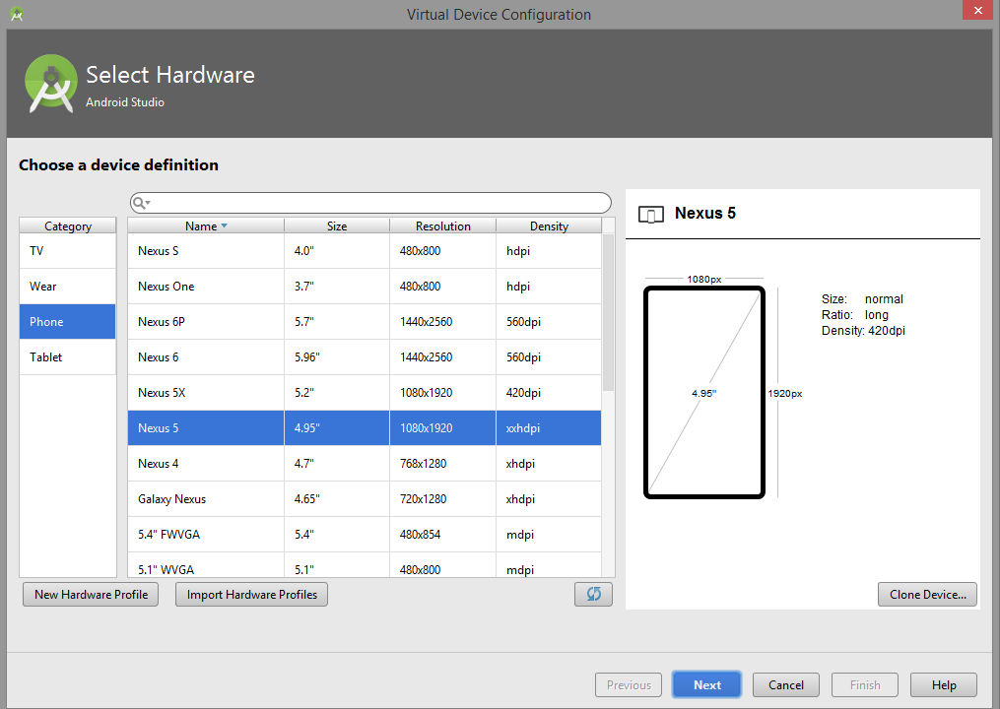 Virtual Device Configuration
Select Hardware
Android Studio
Choose a device definition
Category
TV
Wear
Phone
Tablet
Name Size Resolution Density
Nexus S 4.0" 480x800 hdpi
Nexus One 3.7" 480x800 hdpi
Nexus 6P 5.7" 1440x2560 560dpi
Nexus 6 5.96" 1440x2560 560dpi
Nexus 5X 5.2" 1080x1920 420dpi
Nexus 5 4.95" 1080x1920 xxhdpi
Nexus 4 4.7" 768x1280 xhdpi
Galaxy Nexus 4.65" 720x1280 xhdpi
5.4" FWVGA 5.4" 480x854 mdpi
5.1" WVGA 5.1" 480x800 mdpi
New Hardware Profile Import Hardware Profiles
Nexus 5
1080px
4.95"
1920px
Size: normal
Ratio: long
Density: 420dpi
Clone Device...
Previous Next Cancel Finish Help